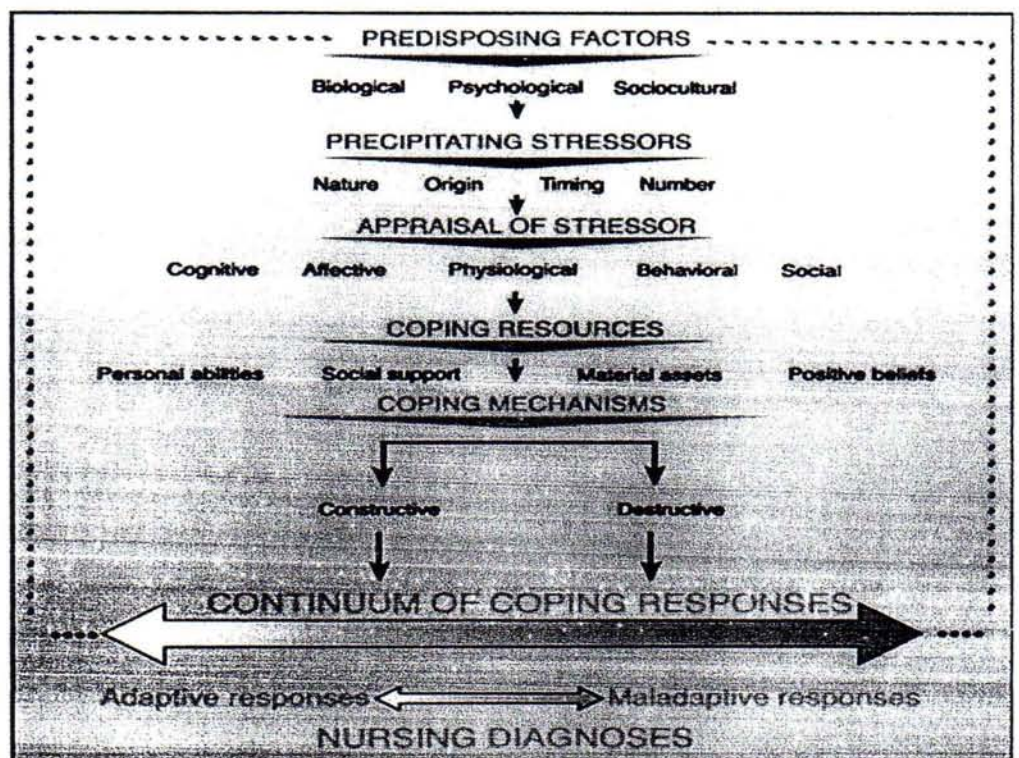 PREDISPOSING FACTORS
Biological Psychological Sociocultural
PRECIPITATING STRESSORS
Nature Origin Timing Number
APPRAISAL OF STRESSOR
Cognitive Affective Physiological Behavioral Social
COPING RESOURCES
Personal abilities Social support Material assets Positive beliefs
COPING MECHANISMS
Constructive Destructive
CONTINUUM OF COPING RESPONSES
Adaptive responses Maladaptive responses
NURSING DIAGNOSES